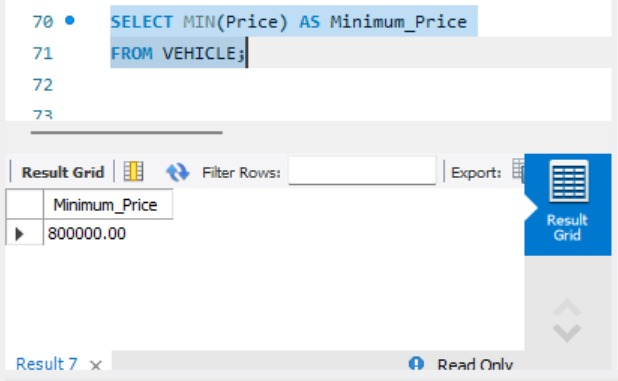 70 SELECT MIN(Price) AS Minimum_Price
71 FROM VEHICLE;
72
73
Result Grid Filter Rows: Export:
Result
Grid
Minimum_Price
800000.00
Result 7 × Read Only